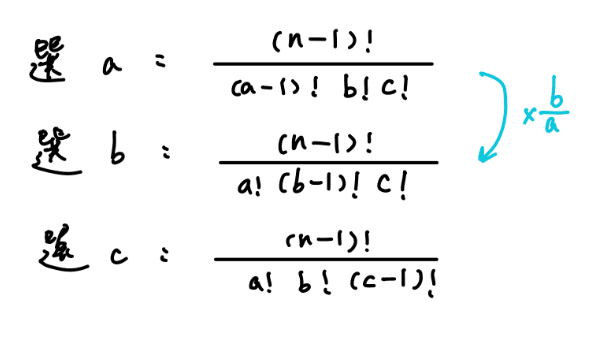 選 a : (n-1)! / (a-1)! b! c!
× b/a
選 b : (n-1)! / a! (b-1)! c!
選 c : (n-1)! / a! b! (c-1)!